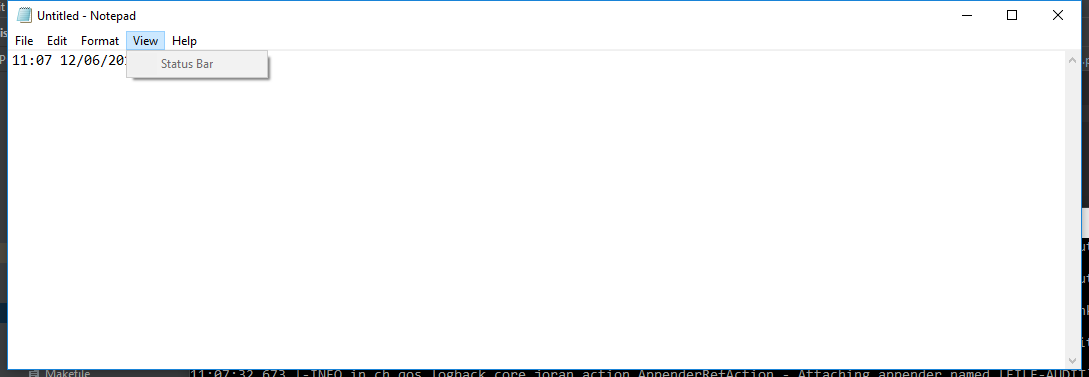 Untitled - Notepad
File Edit Format View Help
11:07 12/06/20
Status Bar
Makefile
11:07:32,673 |-INFO in ch.qos.logback.core.joran.action.AppenderRefAction - Attaching appender named [FILE-AUDIT